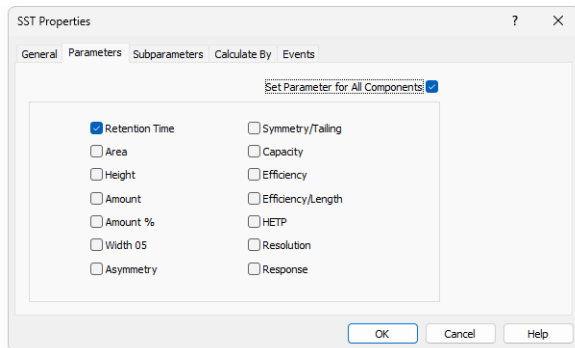 SST Properties
General Parameters Subparameters Calculate By Events
Set Parameter for All Components
Retention Time
Area
Height
Amount
Amount %
Width 05
Asymmetry
Symmetry/Tailing
Capacity
Efficiency
Efficiency/Length
HETP
Resolution
Response
OK Cancel Help